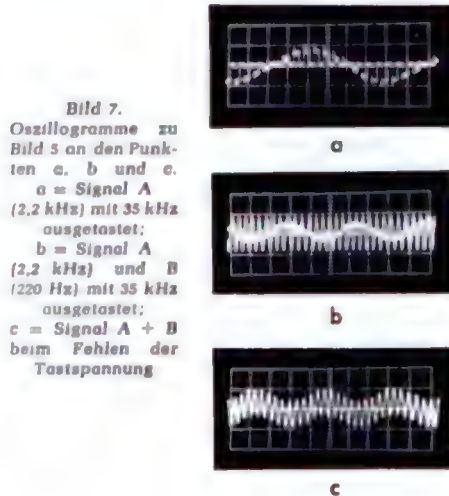 Bild 7.
Oszillogramme zu
Bild 5 an den Punk-
ten a, b und c.
a = Signal A
(2,2 kHz) mit 35 kHz
ausgetastet;
b = Signal A
(2,2 kHz) und B
(220 Hz) mit 35 kHz
ausgetastet;
c = Signal A + B
beim Fehlen der
Tastspannung
a
b
c